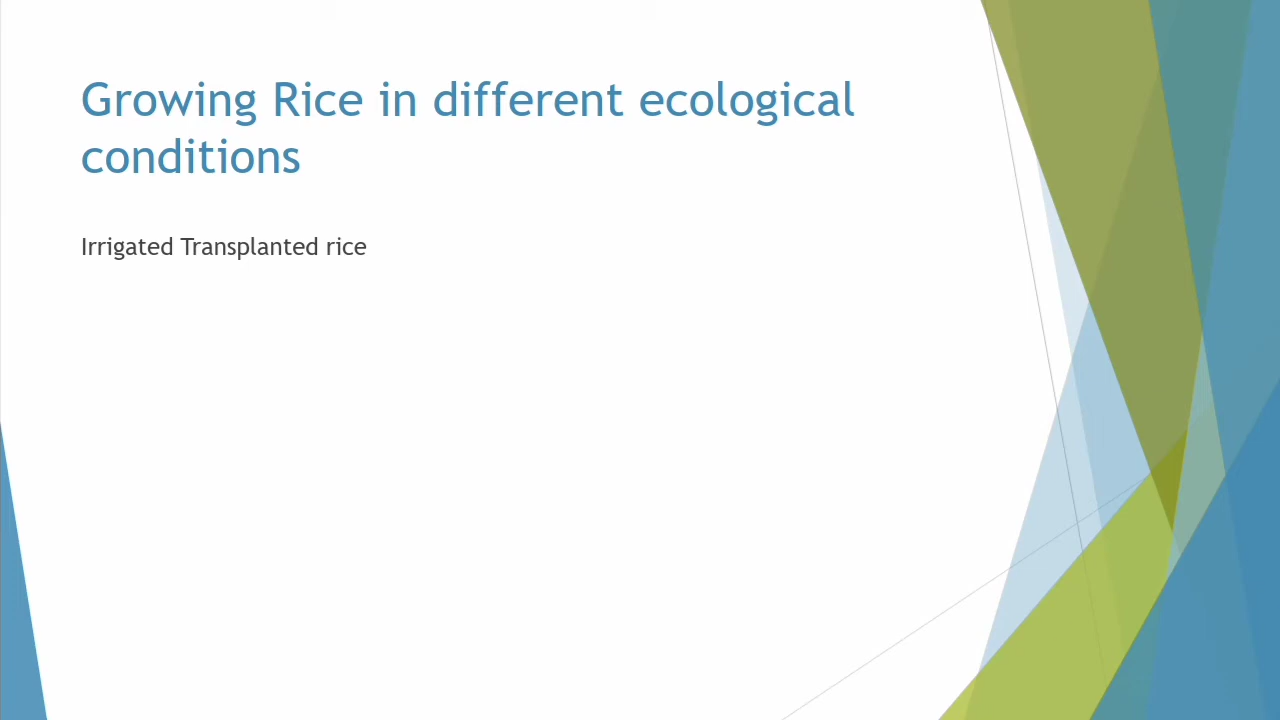 Growing Rice in different ecological
conditions
Irrigated Transplanted rice